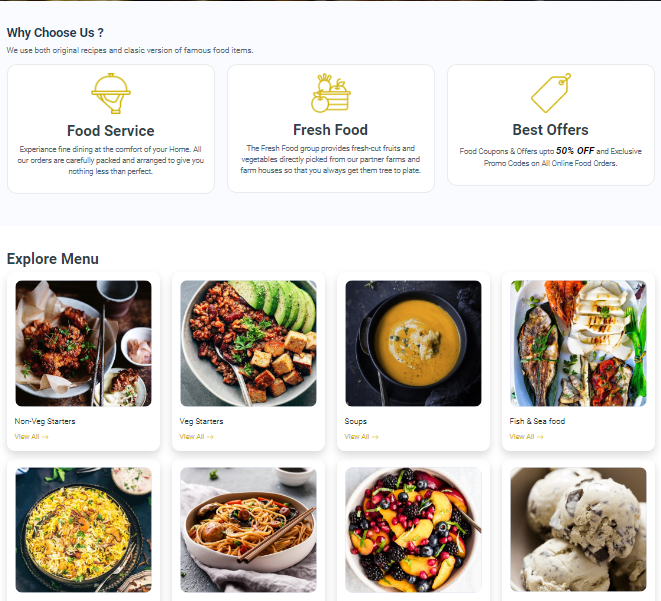 Why Choose Us ?
We use both original recipes and clasic version of famous food items.
Food Service
Experiance fine dining at the comfort of your Home. All
our orders are carefully packed and arranged to give you
nothing less than perfect.
Fresh Food
The Fresh Food group provides fresh-cut fruits and
vegetables directly picked from our partner farms and
farm houses so that you always get them tree to plate.
Best Offers
Food Coupons & Offers upto 50% OFF and Exclusive
Promo Codes on All Online Food Orders.
Explore Menu
Non-Veg Starters
View All →
Veg Starters
View All →
Soups
View All →
Fish & Sea food
View All →